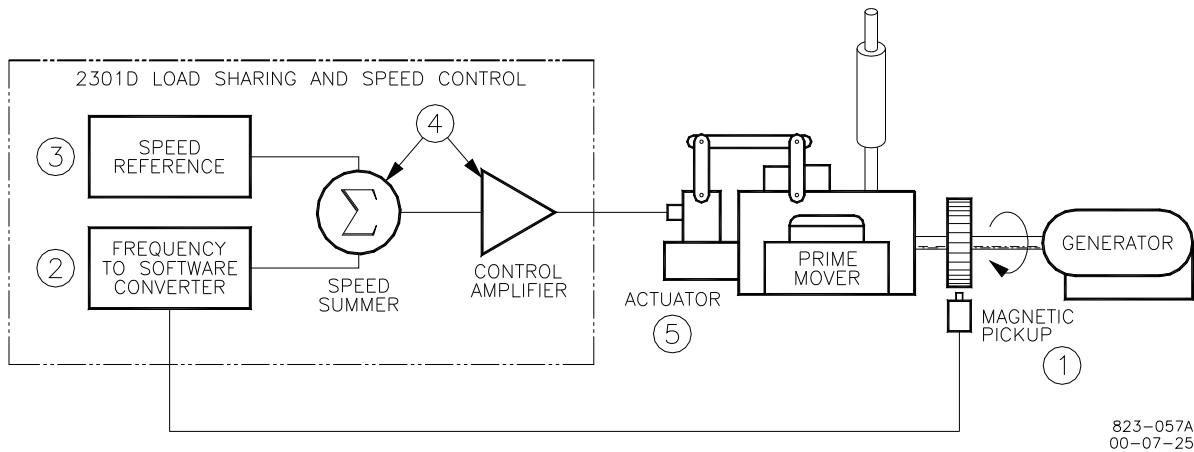 2301D LOAD SHARING AND SPEED CONTROL
3
SPEED
REFERENCE
4
Σ
2
FREQUENCY
TO SOFTWARE
CONVERTER
SPEED
SUMMER
CONTROL
AMPLIFIER
ACTUATOR
5
PRIME
MOVER
GENERATOR
MAGNETIC
PICKUP
1
823-057A
00-07-25